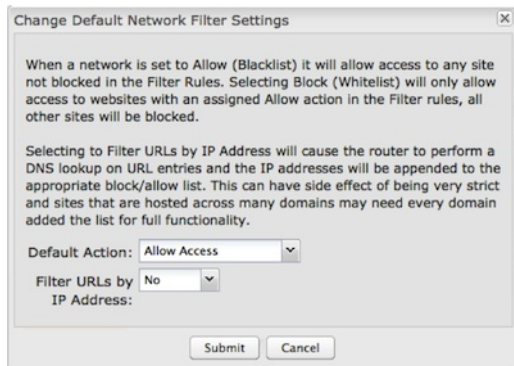 Change Default Network Filter Settings
When a network is set to Allow (Blacklist) it will allow access to any site
not blocked in the Filter Rules. Selecting Block (Whitelist) will only allow
access to websites with an assigned Allow action in the Filter rules, all
other sites will be blocked.
Selecting to Filter URLs by IP Address will cause the router to perform a
DNS lookup on URL entries and the IP addresses will be appended to the
appropriate block/allow list. This can have side effect of being very strict
and sites that are hosted across many domains may need every domain
added the list for full functionality.
Default Action: Allow Access
Filter URLs by No
IP Address:
Submit Cancel